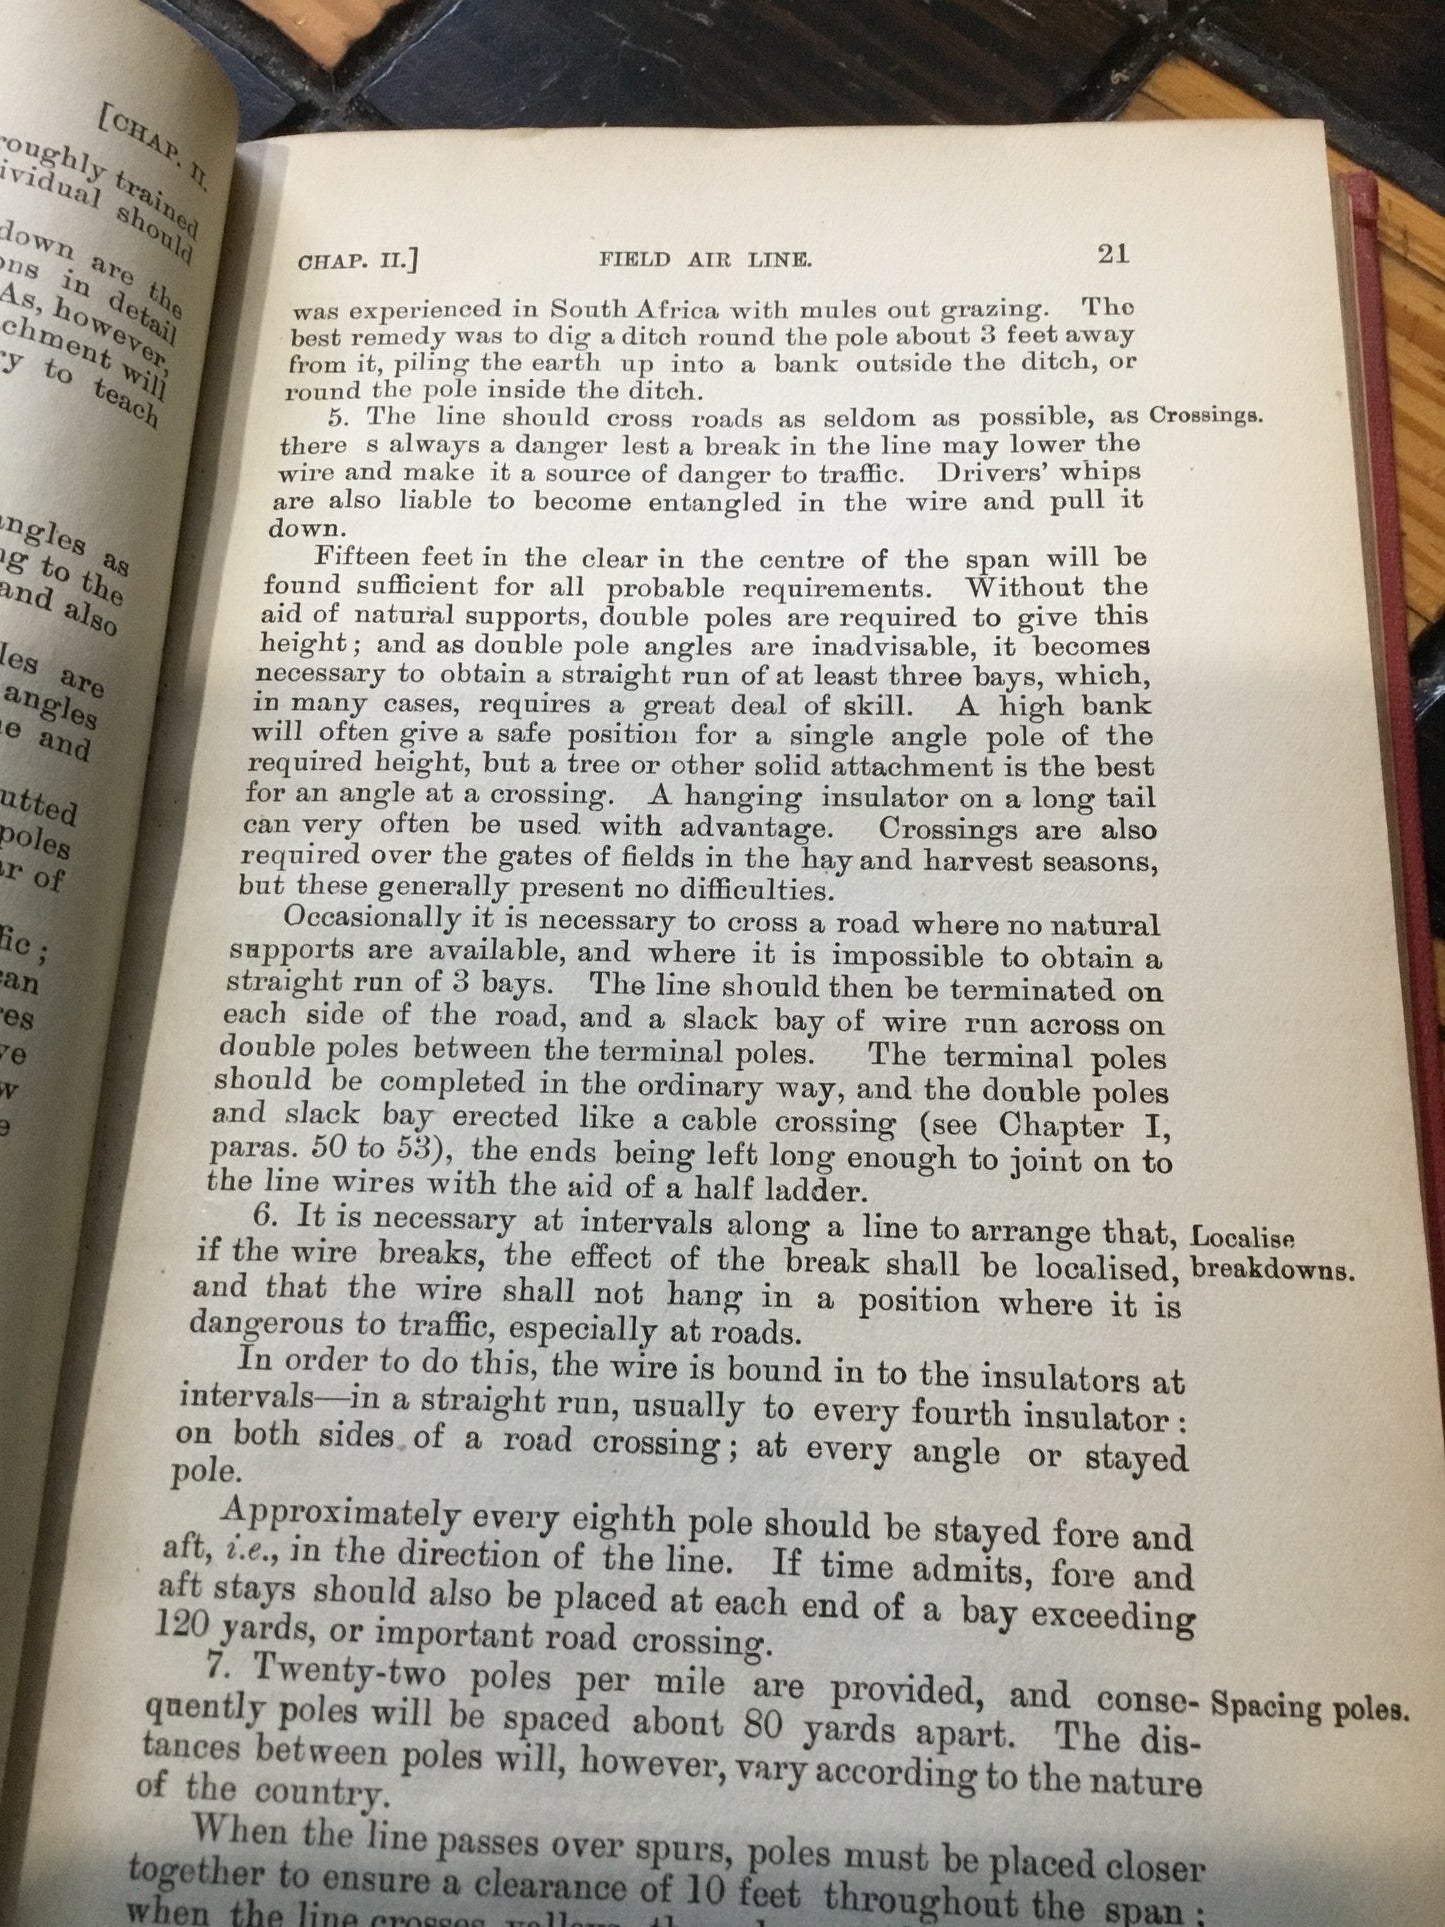 [CHAP. II.
roughly trained
ividual should
down are the
ons in detail
As, however,
chment will
ry to teach
angles as
ng to the
and also
les are
angles
ne and
utted
poles
ar of
fic;
can
res
ve
w
e
CHAP. II.] FIELD AIR LINE. 21
was experienced in South Africa with mules out grazing. The
best remedy was to dig a ditch round the pole about 3 feet away
from it, piling the earth up into a bank outside the ditch, or
round the pole inside the ditch.
5. The line should cross roads as seldom as possible, as Crossings.
there s always a danger lest a break in the line may lower the
wire and make it a source of danger to traffic. Drivers' whips
are also liable to become entangled in the wire and pull it
down.
Fifteen feet in the clear in the centre of the span will be
found sufficient for all probable requirements. Without the
aid of natural supports, double poles are required to give this
height; and as double pole angles are inadvisable, it becomes
necessary to obtain a straight run of at least three bays, which,
in many cases, requires a great deal of skill. A high bank
will often give a safe position for a single angle pole of the
required height, but a tree or other solid attachment is the best
for an angle at a crossing. A hanging insulator on a long tail
can very often be used with advantage. Crossings are also
required over the gates of fields in the hay and harvest seasons,
but these generally present no difficulties.
Occasionally it is necessary to cross a road where no natural
supports are available, and where it is impossible to obtain a
straight run of 3 bays. The line should then be terminated on
each side of the road, and a slack bay of wire run across on
double poles between the terminal poles. The terminal poles
should be completed in the ordinary way, and the double poles
and slack bay erected like a cable crossing (see Chapter I,
paras. 50 to 53), the ends being left long enough to joint on to
the line wires with the aid of a half ladder.
6. It is necessary at intervals along a line to arrange that, Localise
if the wire breaks, the effect of the break shall be localised, breakdowns.
and that the wire shall not hang in a position where it is
dangerous to traffic, especially at roads.
In order to do this, the wire is bound in to the insulators at
intervals—in a straight run, usually to every fourth insulator:
on both sides of a road crossing; at every angle or stayed
pole.
Approximately every eighth pole should be stayed fore and
aft, i.e., in the direction of the line. If time admits, fore and
aft stays should also be placed at each end of a bay exceeding
120 yards, or important road crossing.
7. Twenty-two poles per mile are provided, and conse- Spacing poles.
quently poles will be spaced about 80 yards apart. The dis-
tances between poles will, however, vary according to the nature
of the country.
When the line passes over spurs, poles must be placed closer
together to ensure a clearance of 10 feet throughout the span;
when the line crosses